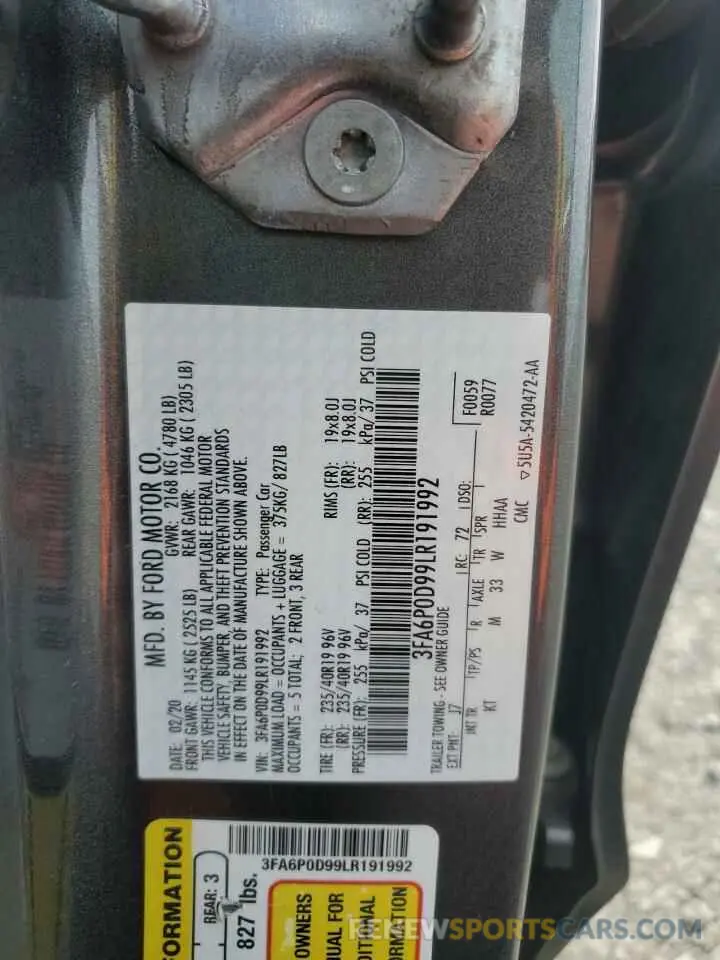 MFD. BY FORD MOTOR CO.
DATE: 02/20 GVWR: 2168 KG ( 4780 LB)
FRONT GAWR: 1145 KG ( 2525 LB) REAR GAWR: 1046 KG ( 2305 LB)
THIS VEHICLE CONFORMS TO ALL APPLICABLE FEDERAL MOTOR
VEHICLE SAFETY, BUMPER, AND THEFT PREVENTION STANDARDS
IN EFFECT ON THE DATE OF MANUFACTURE SHOWN ABOVE.
VIN: 3FA6P0D99LR191992 TYPE: Passenger Car
MAXIMUM LOAD = OCCUPANTS + LUGGAGE = 375KG/ 827LB
OCCUPANTS = 5 TOTAL; 2 FRONT, 3 REAR
TIRE (FR): 235/40R19 96V RIMS (FR): 19x8.0J
(RR): 235/40R19 96V (RR): 19x8.0J
PRESSURE (FR): 255 kPa/ 37 PSI COLD (RR): 255 kPa/ 37 PSI COLD
3FA6P0D99LR191992
TRAILER TOWING - SEE OWNER GUIDE
F0059
R0077
EXT PNT: J7 RC: 72 DSO:
INT TR TP/PS R AXLE TR SPR
KT M 33 W HHAA
CMC ▽5U5A-5420472-AA
3FA6P0D99LR191992
FORMATION
REAR: 3
827 lbs.
OWNERS
UAL FOR
DITIONAL
ORMATION
RENEWSPORTSCARS.COM